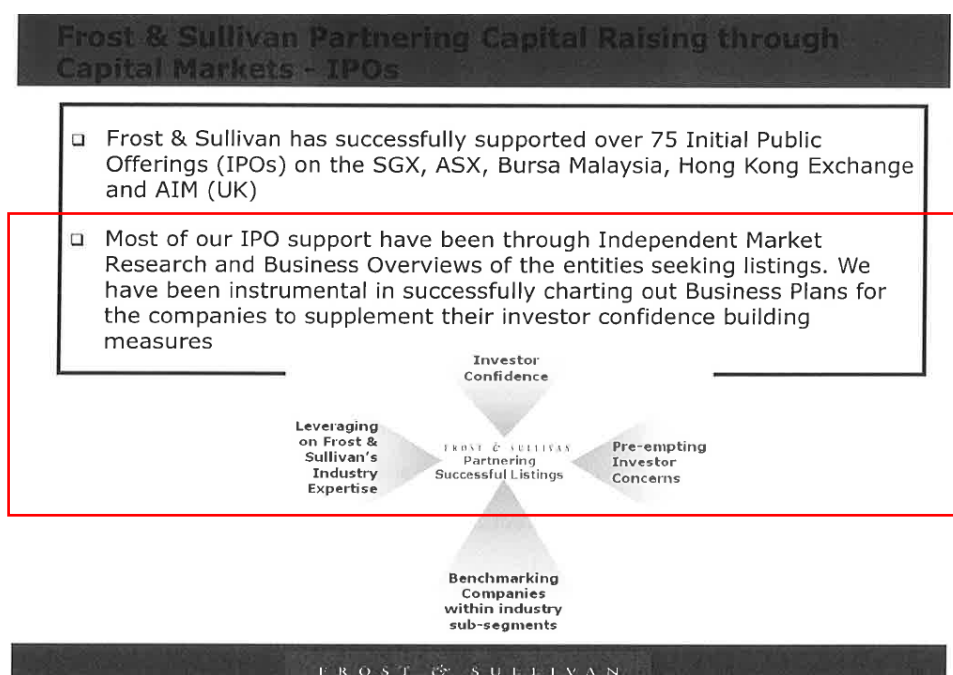 Frost & Sullivan Partnering Capital Raising through
Capital Markets - IPOs
Frost & Sullivan has successfully supported over 75 Initial Public
Offerings (IPOs) on the SGX, ASX, Bursa Malaysia, Hong Kong Exchange
and AIM (UK)
Most of our IPO support have been through Independent Market
Research and Business Overviews of the entities seeking listings. We
have been instrumental in successfully charting out Business Plans for
the companies to supplement their investor confidence building
measures
Investor
Confidence
Leveraging
on Frost &
Sullivan's
Industry
Expertise
FROST & SULLIVAN
Partnering
Successful Listings
Pre-empting
Investor
Concerns
Benchmarking
Companies
within industry
sub-segments
FROST & SULLIVAN